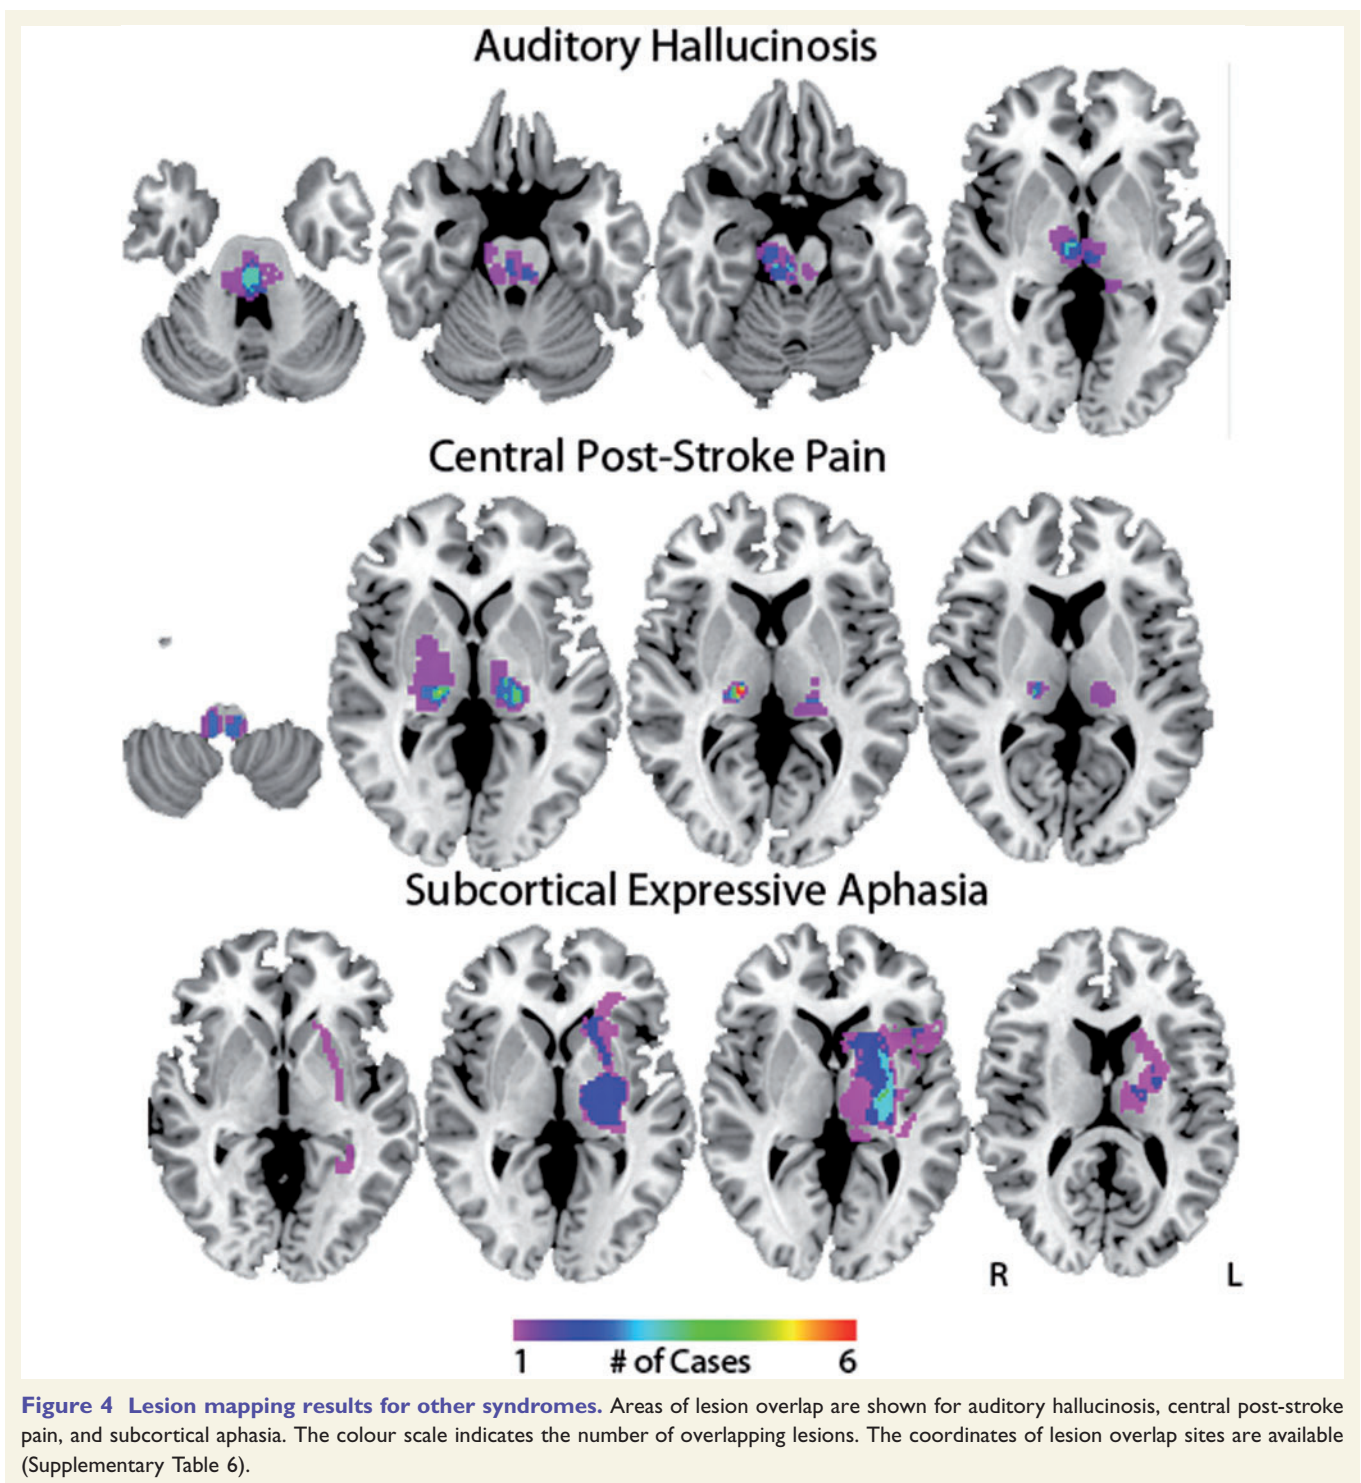 Auditory Hallucinosis
Central Post-Stroke Pain
Subcortical Expressive Aphasia
R L
1 # of Cases 6
Figure 4 Lesion mapping results for other syndromes. Areas of lesion overlap are shown for auditory hallucinosis, central post-stroke
pain, and subcortical aphasia. The colour scale indicates the number of overlapping lesions. The coordinates of lesion overlap sites are available
(Supplementary Table 6).